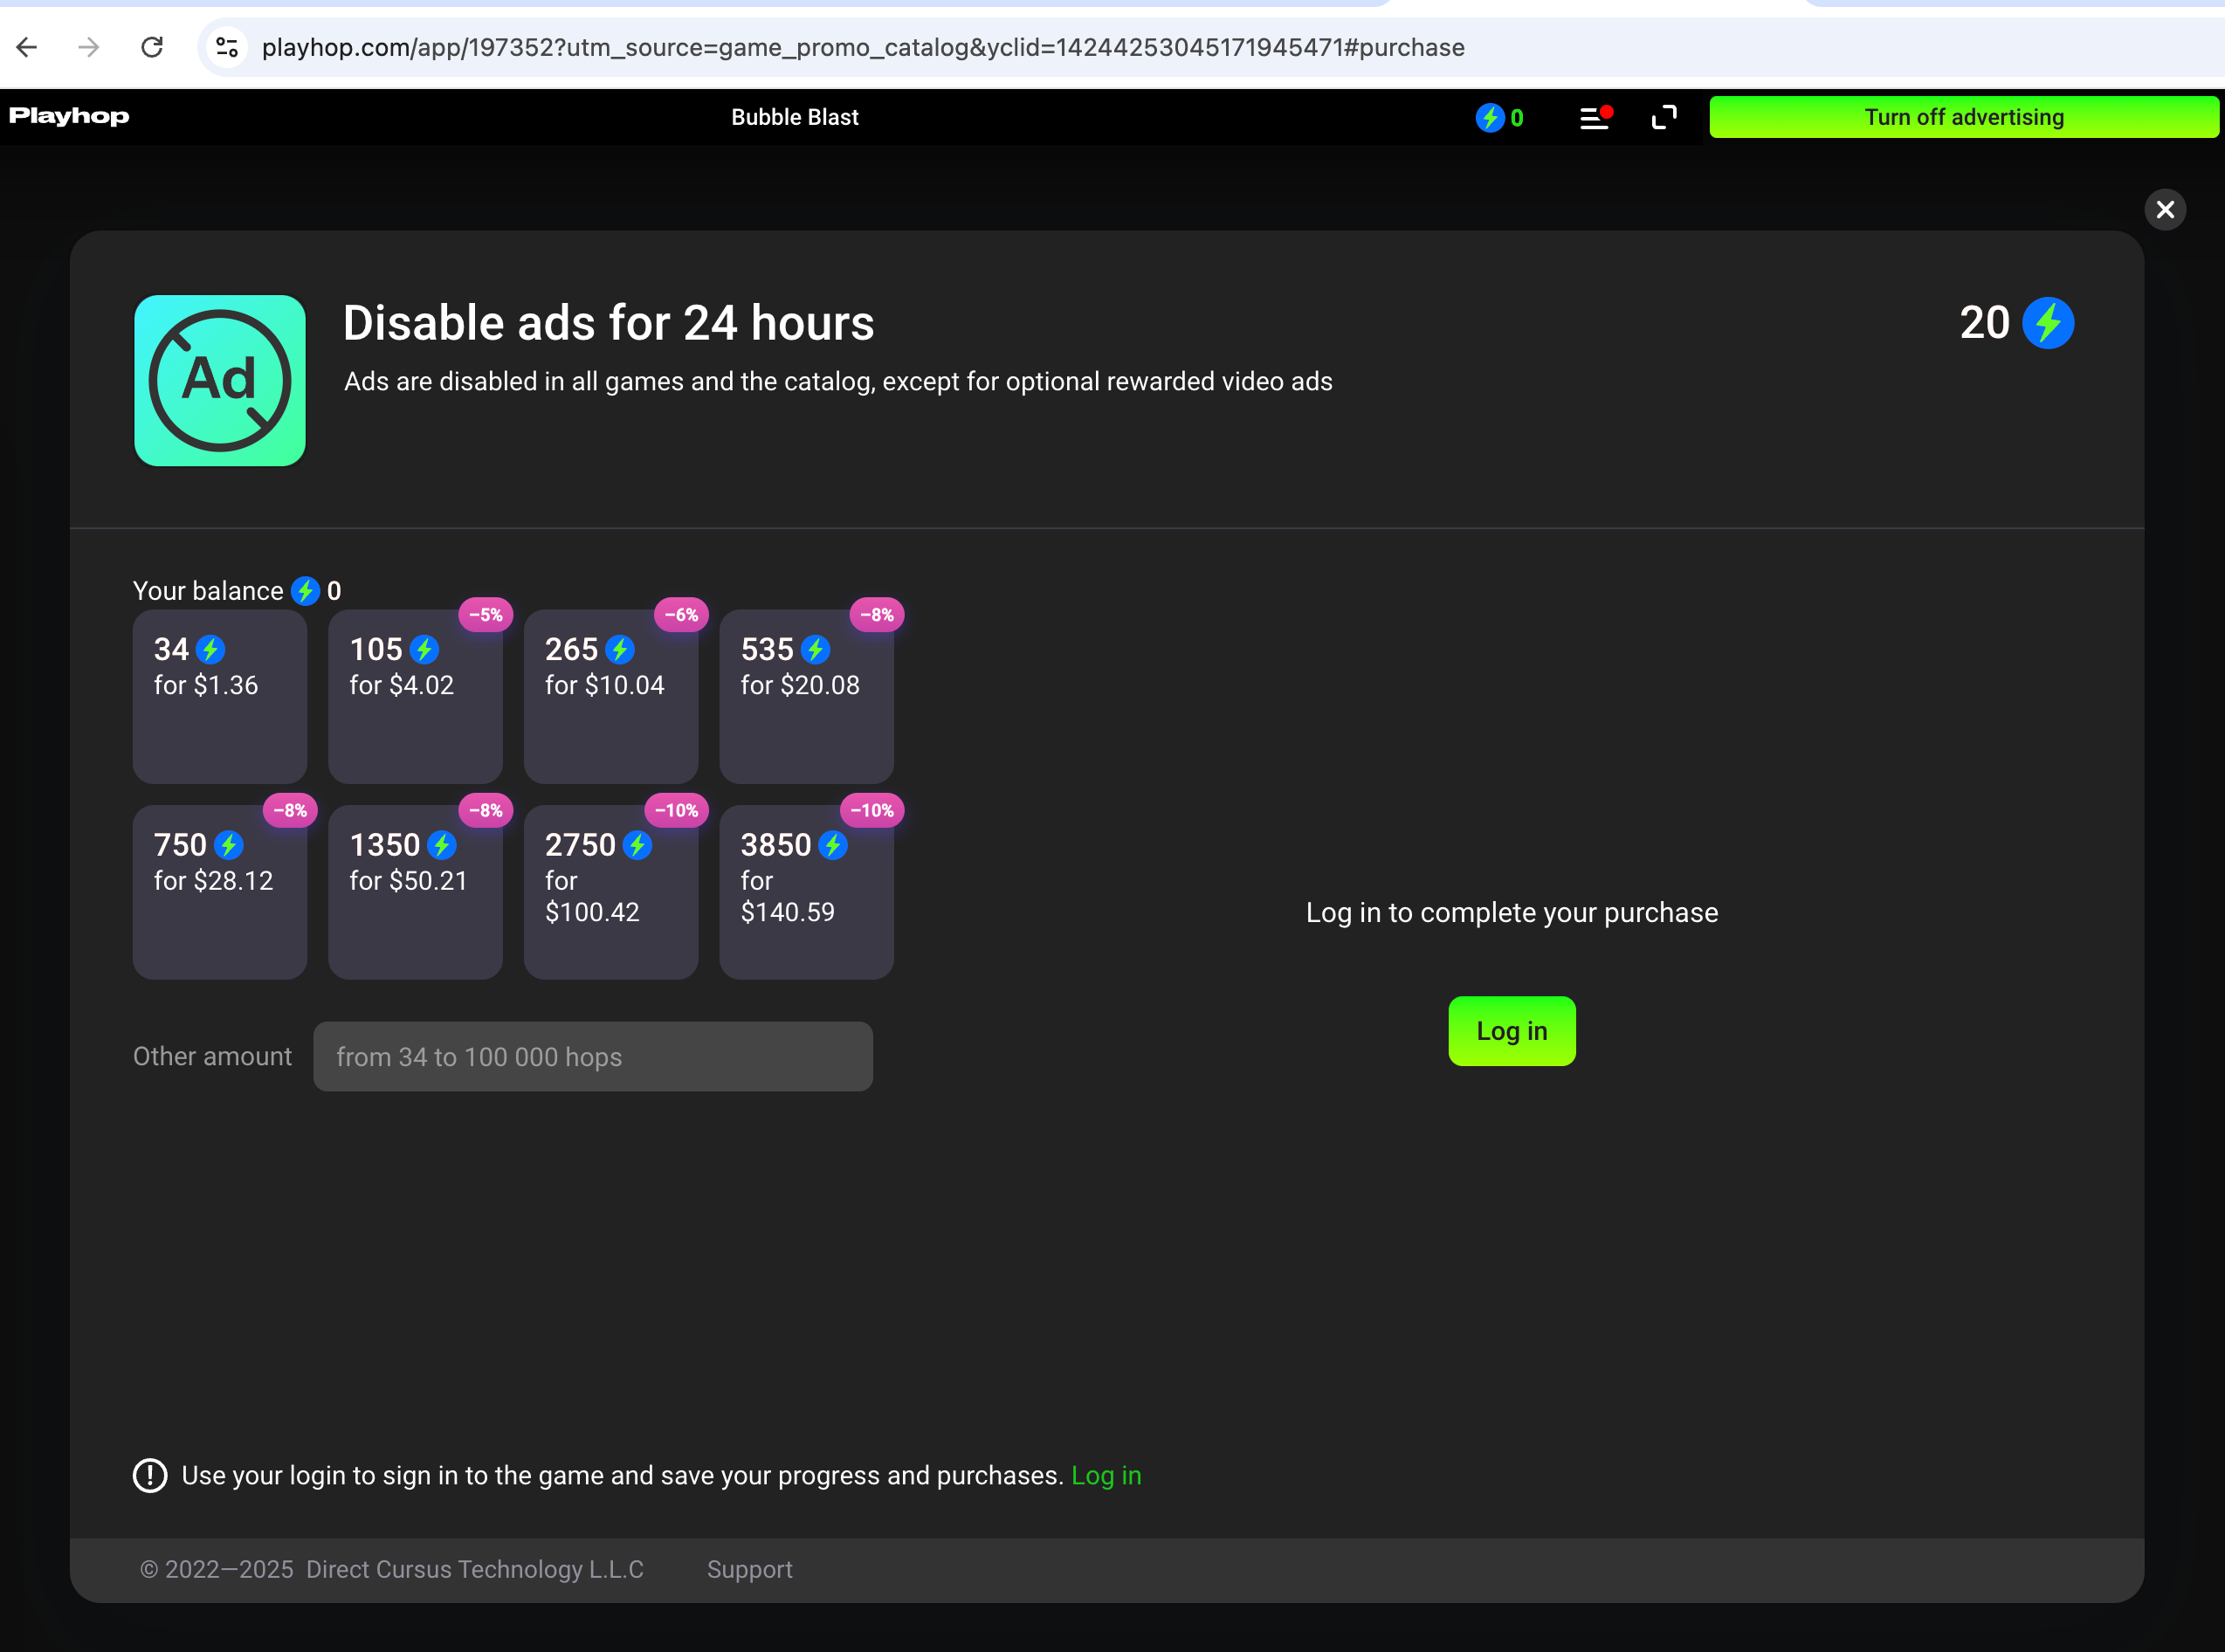 playhop.com/app/197352?utm_source=game_promo_catalog&yclid=14244253045171945471#purchase
Playhop
Bubble Blast
0
Turn off advertising
Ad
Disable ads for 24 hours
20
Ads are disabled in all games and the catalog, except for optional rewarded video ads
Your balance 0
34
for $1.36
−5%
105
for $4.02
−6%
265
for $10.04
−8%
535
for $20.08
−8%
750
for $28.12
−8%
1350
for $50.21
−10%
2750
for
$100.42
−10%
3850
for
$140.59
Other amount
from 34 to 100 000 hops
Log in to complete your purchase
Log in
Use your login to sign in to the game and save your progress and purchases. Log in
© 2022—2025 Direct Cursus Technology L.L.C
Support